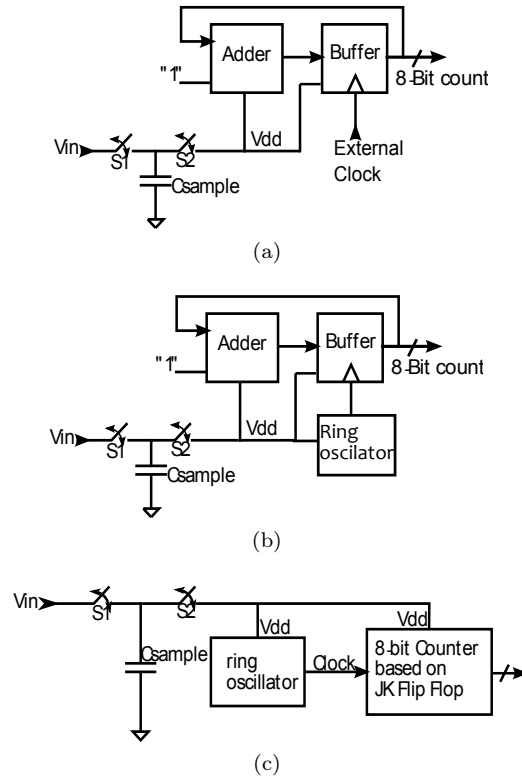 Adder
Buffer
"1"
8-Bit count
Vdd
Vin
S1
S2
Csample
External
Clock
(a)
Adder
Buffer
"1"
8-Bit count
Vdd
Vin
S1
S2
Ring
oscilator
Csample
(b)
Vin
S1
S2
Vdd
Vdd
Csample
ring
oscillator
Clock
8-bit Counter
based on
JK Flip Flop
(c)